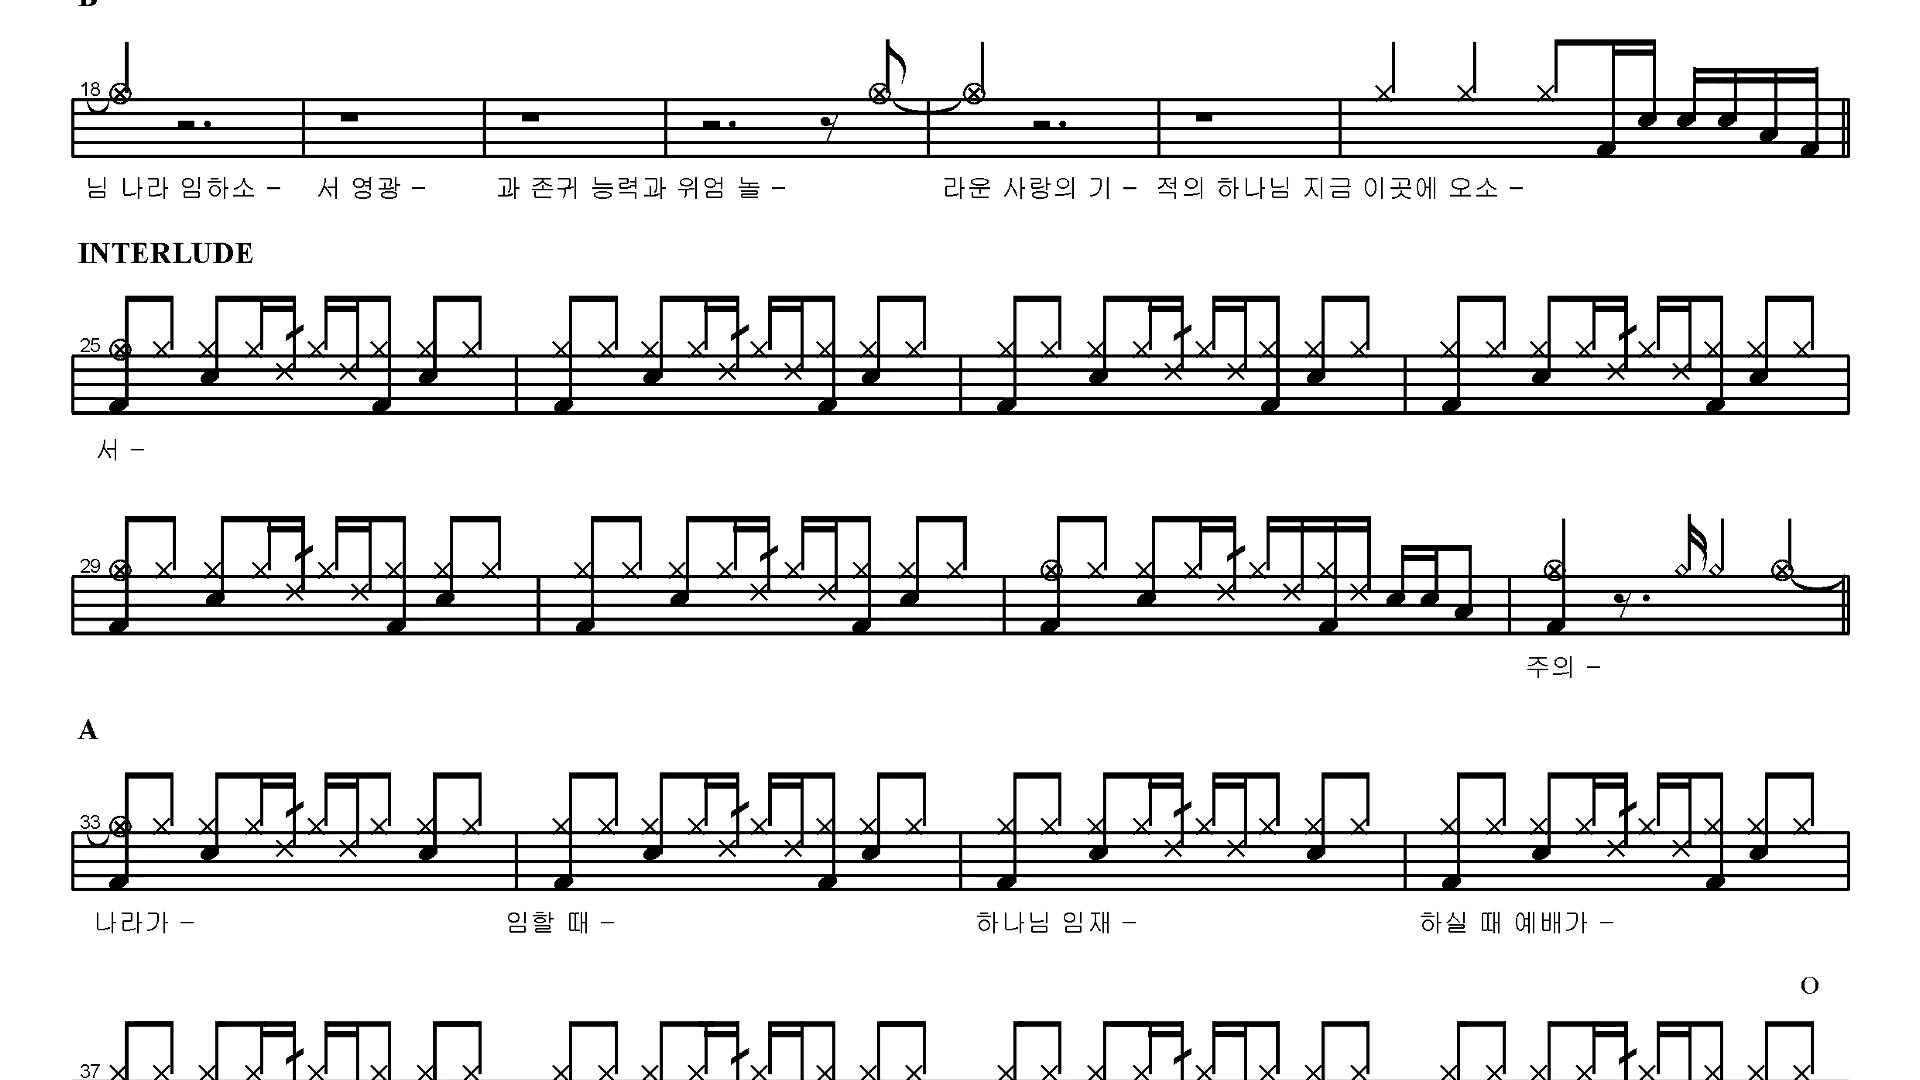 B
18
님 나라 임하소 – 서 영광 – 과 존귀 능력과 위엄 놀 – 라운 사랑의 기 – 적의 하나님 지금 이곳에 오소 –
INTERLUDE
25
서 –
29
주의 –
A
33
나라가 – 임할 때 – 하나님 임재 – 하실 때 예배가 –
O
37